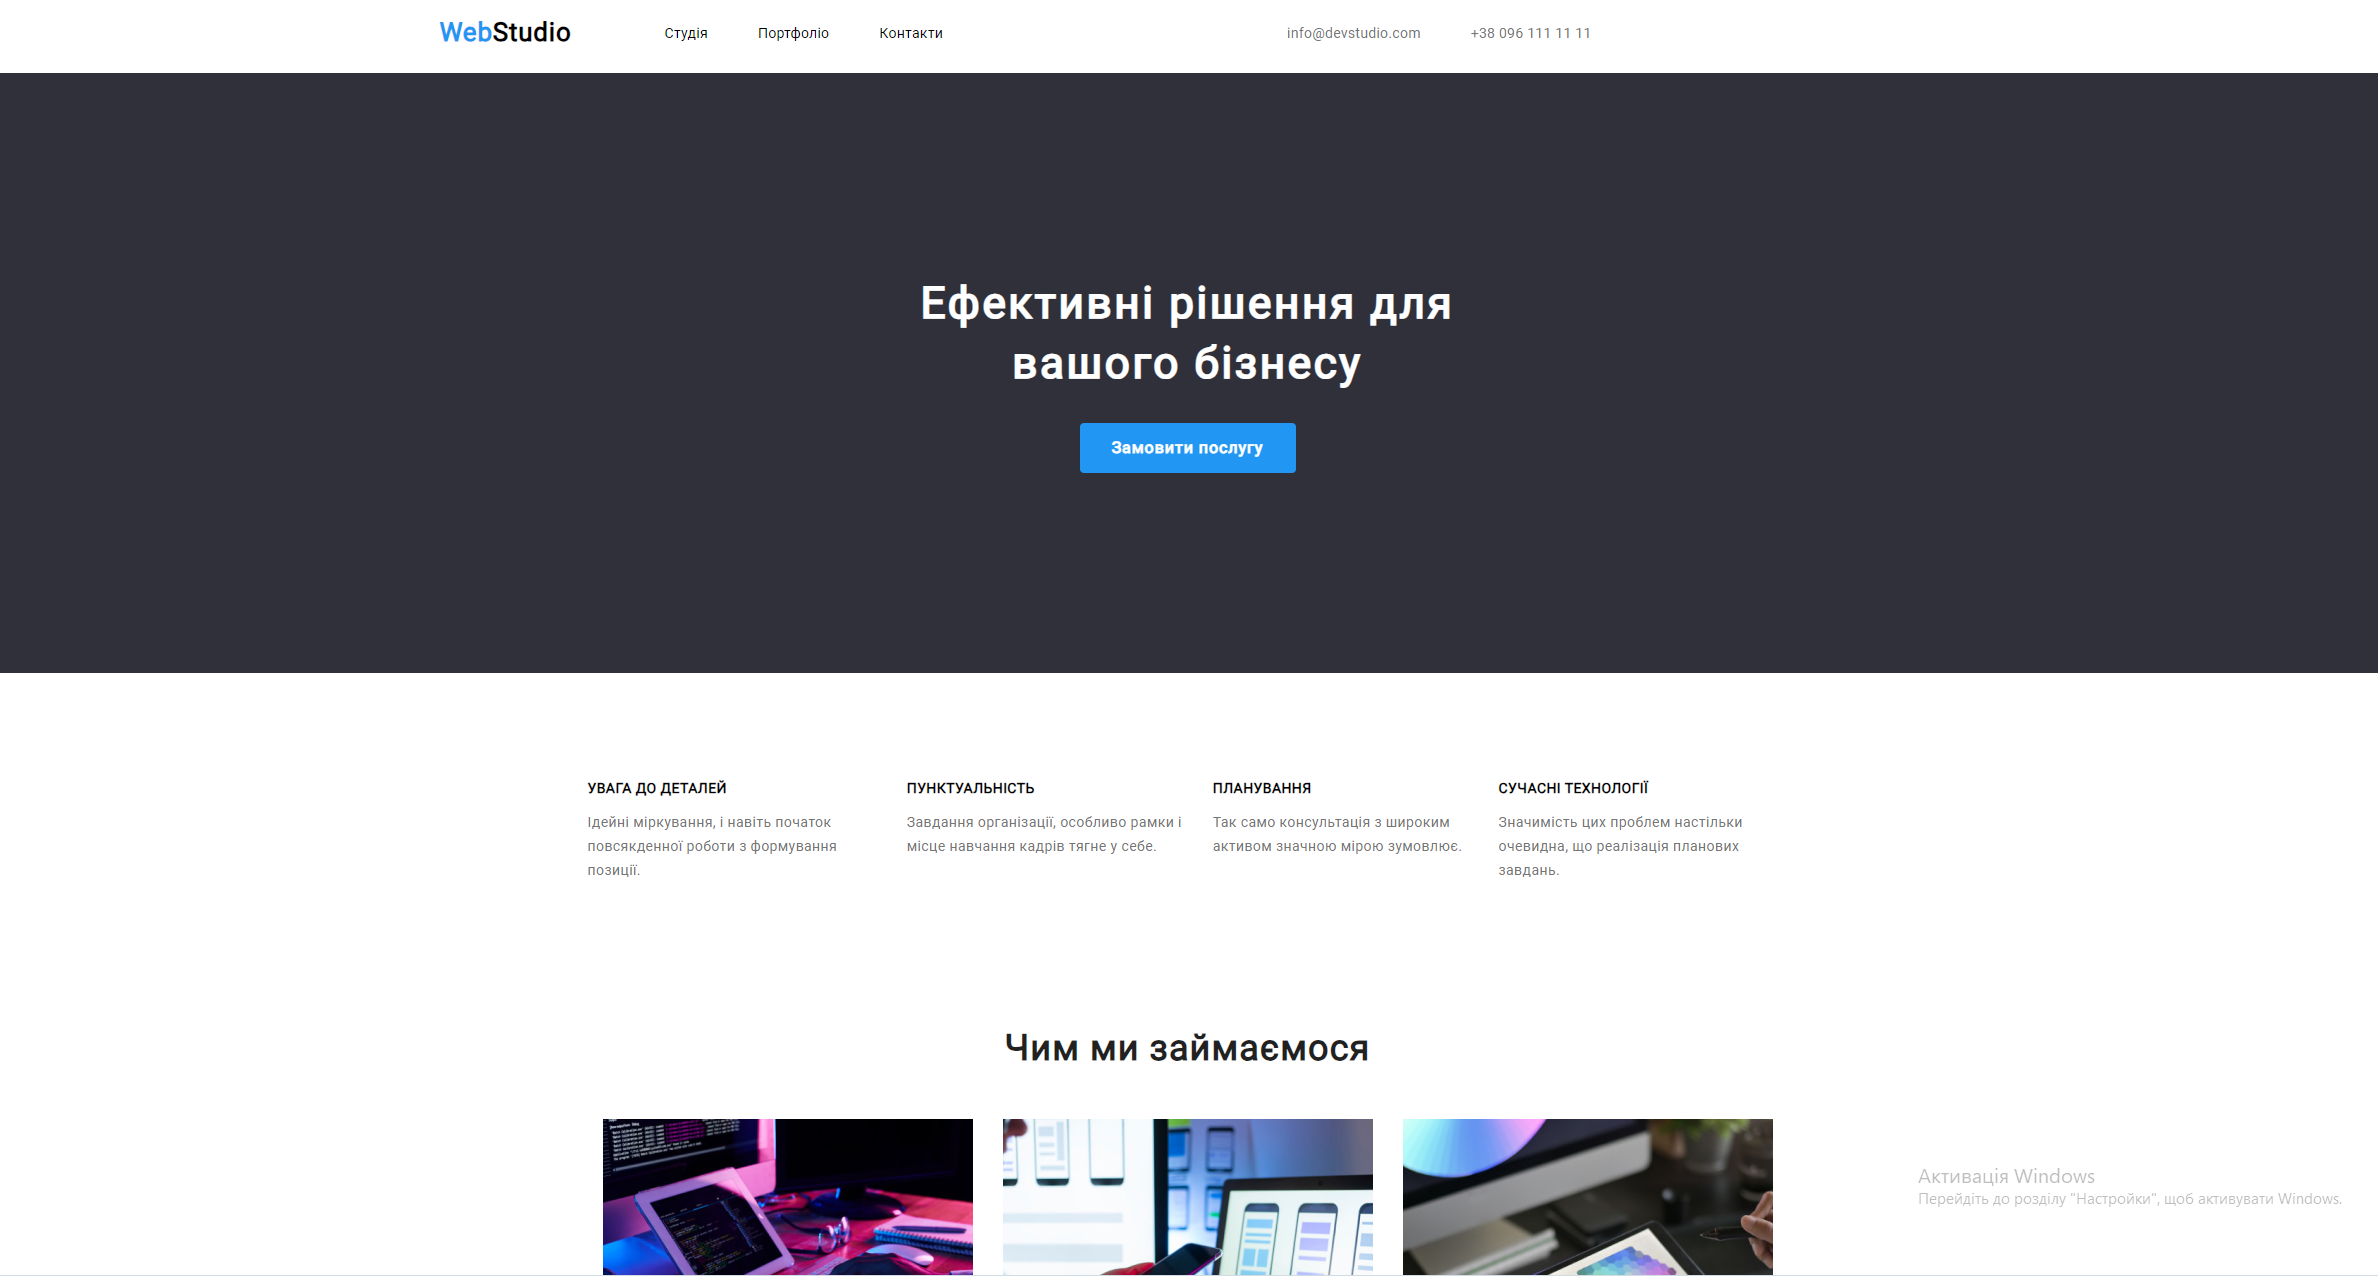 WebStudio
Студія
Портфоліо
Контакти
info@devstudio.com
+38 096 111 11 11
Ефективні рішення для
вашого бізнесу
Замовити послугу
УВАГА ДО ДЕТАЛЕЙ
Ідейні міркування, і навіть початок
повсякденної роботи з формування
позиції.
ПУНКТУАЛЬНІСТЬ
Завдання організації, особливо рамки і
місце навчання кадрів тягне у себе.
ПЛАНУВАННЯ
Так само консультація з широким
активом значною мірою зумовлює.
СУЧАСНІ ТЕХНОЛОГІЇ
Значимість цих проблем настільки
очевидна, що реалізація планових
завдань.
Чим ми займаємося
Активація Windows
Перейдіть до розділу "Настройки", щоб активувати Windows.